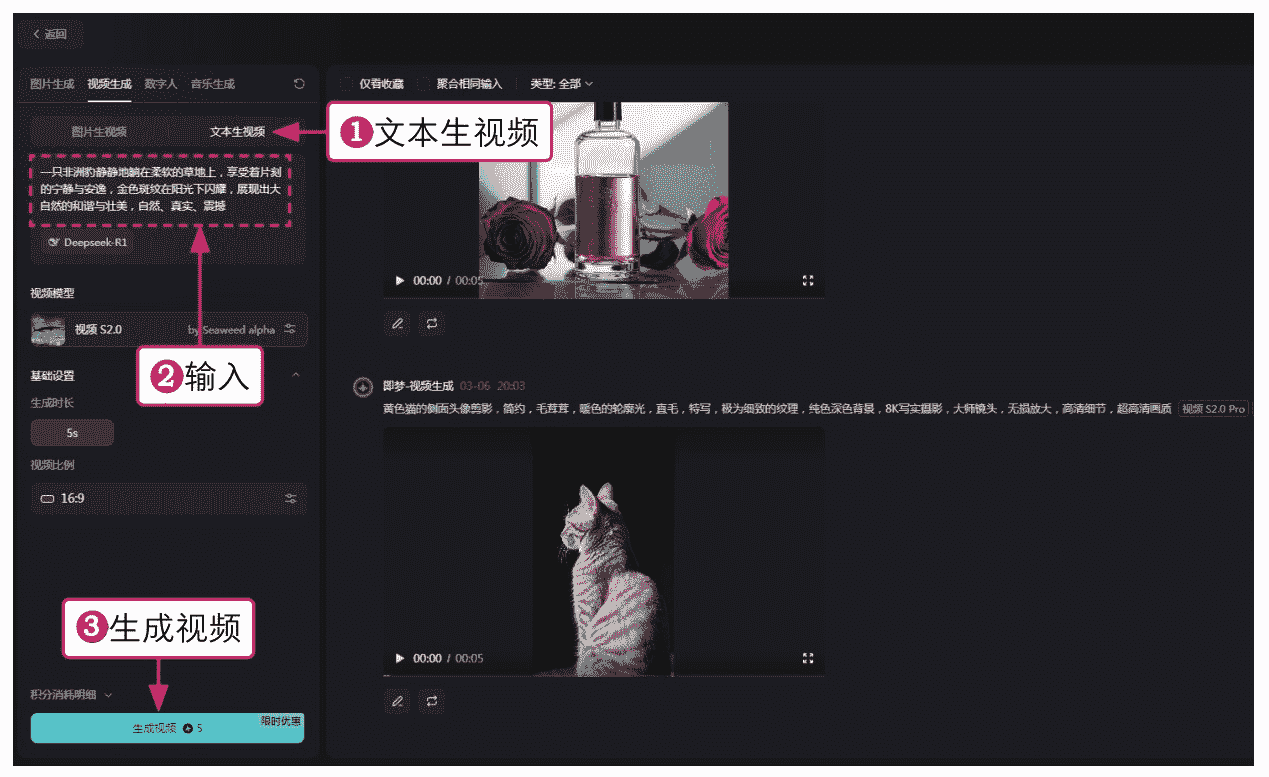 返回
图片生成 视频生成 数字人 音乐生成
仅看收藏 聚合相同输入 类型: 全部
图片生视频 文本生视频
❶文本生视频
一只非洲豹静静地躺在柔软的草地上，享受着片刻
的宁静与安逸，金色斑纹在阳光下闪耀，展现出大
自然的和谐与壮美，自然、真实、震撼
Deepseek-R1
00:00 / 00:05
视频模型
视频 S2.0 by Seaweed alpha
❷输入
基础设置
生成时长
5s
视频比例
16:9
即梦-视频生成 03-06 20:03
黄色猫的侧面头像剪影，简约，毛茸茸，暖色的轮廓光，直毛，特写，极为细致的纹理，纯色深色背景，8K写实摄影，大师镜头，无损放大，高清细节，超高清画质 视频 S2.0 Pro
❸生成视频
00:00 / 00:05
积分消耗明细
生成视频 5 限时优惠